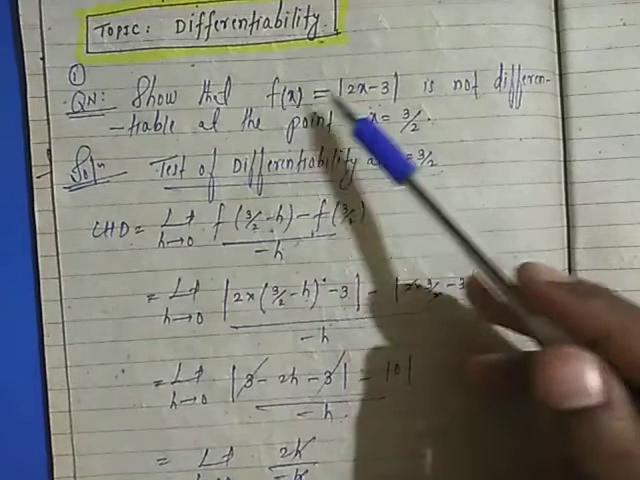 TOPIC: Differentiability
①
QN: Show that f(x) = |2x-3| is not differen-
-tiable at the point x = 3/2.
Solⁿ Test of Differentiability = 3/2
LHD = Lt h→0 f(3/2-h) - f(3/2) / -h
= Lt h→0 |2×(3/2-h)-3| - |2×3/2-3| / -h
= Lt h→0 |3-2h-3| - |0| / -h
= Lt 2h / -h